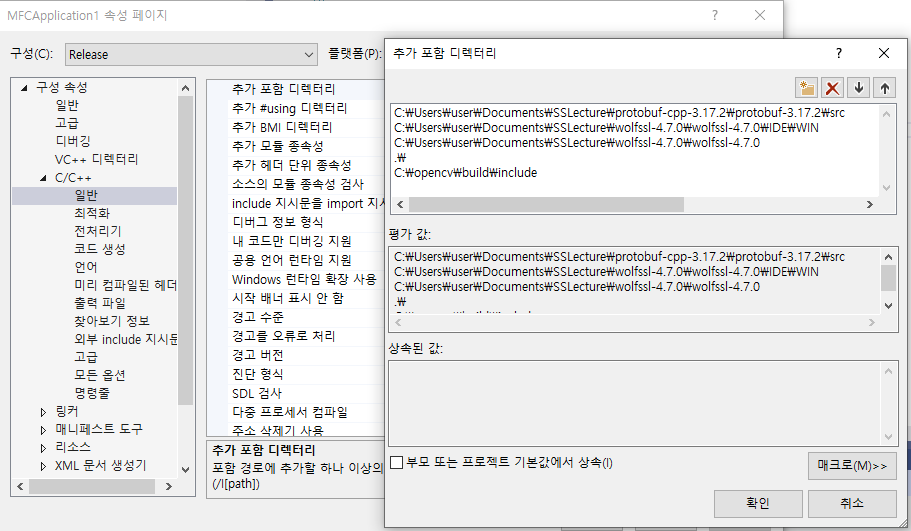 MFCApplication1 속성 페이지
?
구성(C):
Release
플랫폼(P):
구성 속성
일반
고급
디버깅
VC++ 디렉터리
C/C++
일반
최적화
전처리기
코드 생성
언어
미리 컴파일된 헤더
출력 파일
찾아보기 정보
외부 include 지시문
고급
모든 옵션
명령줄
링커
매니페스트 도구
리소스
XML 문서 생성기
추가 포함 디렉터리
추가 #using 디렉터리
추가 BMI 디렉터리
추가 모듈 종속성
추가 헤더 단위 종속성
소스의 모듈 종속성 검사
include 지시문을 import 지시
디버그 정보 형식
내 코드만 디버깅 지원
공용 언어 런타임 지원
Windows 런타임 확장 사용
시작 배너 표시 안 함
경고 수준
경고를 오류로 처리
경고 버전
진단 형식
SDL 검사
다중 프로세서 컴파일
주소 삭제기 사용
추가 포함 디렉터리
포함 경로에 추가할 하나 이상의
(/I[path])
추가 포함 디렉터리
?
C:₩Users₩user₩Documents₩SSLecture₩protobuf-cpp-3.17.2₩protobuf-3.17.2₩src
C:₩Users₩user₩Documents₩SSLecture₩wolfssl-4.7.0₩wolfssl-4.7.0₩IDE₩WIN
C:₩Users₩user₩Documents₩SSLecture₩wolfssl-4.7.0₩wolfssl-4.7.0
.₩
C:₩opencv₩build₩include
평가 값:
C:₩Users₩user₩Documents₩SSLecture₩protobuf-cpp-3.17.2₩protobuf-3.17.2₩src
C:₩Users₩user₩Documents₩SSLecture₩wolfssl-4.7.0₩wolfssl-4.7.0₩IDE₩WIN
C:₩Users₩user₩Documents₩SSLecture₩wolfssl-4.7.0₩wolfssl-4.7.0
.₩
상속된 값:
부모 또는 프로젝트 기본값에서 상속(I)
매크로(M)>>
확인
취소